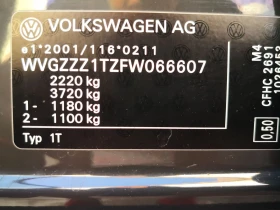 VOLKSWAGEN AG
e1*2001/116*0211
WVGZZZ1TZFW066607
2220 kg
3720 kg
1- 1180 kg
2- 1100 kg
Typ 1T
M4
CFHC 2691
0,50